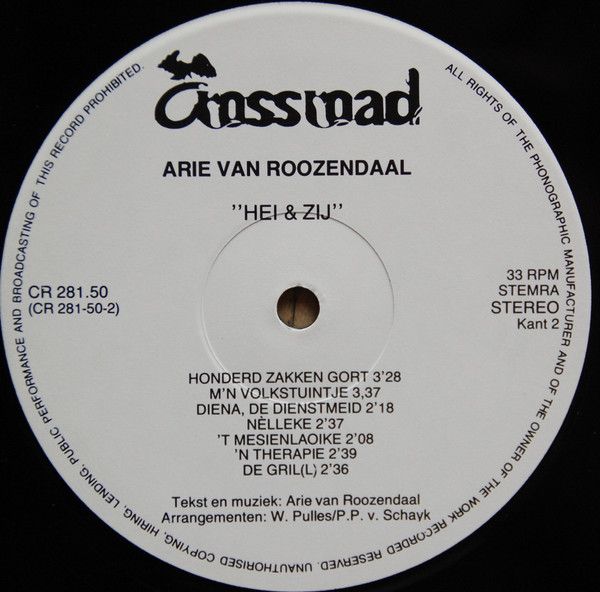 Crossroad
ARIE VAN ROOZENDAAL
"HEI & ZIJ"
CR 281.50
(CR 281-50-2)
33 RPM
STEMRA
STEREO
Kant 2
HONDERD ZAKKEN GORT 3'28
M'N VOLKSTUINTJE 3,37
DIENA, DE DIENSTMEID 2'18
NÈLLEKE 2'37
'T MESIENLAOIKE 2'08
'N THERAPIE 2'39
DE GRIL(L) 2'36
Tekst en muziek: Arie van Roozendaal
Arrangementen: W. Pulles/P.P. v. Schayk
ALL RIGHTS OF THE PHONOGRAPHIC MANUFACTURER AND OF THE OWNER OF THE WORK RECORDED RESERVED. UNAUTHORISED COPYING, HIRING, LENDING, PUBLIC PERFORMANCE AND BROADCASTING OF THIS RECORD PROHIBITED.